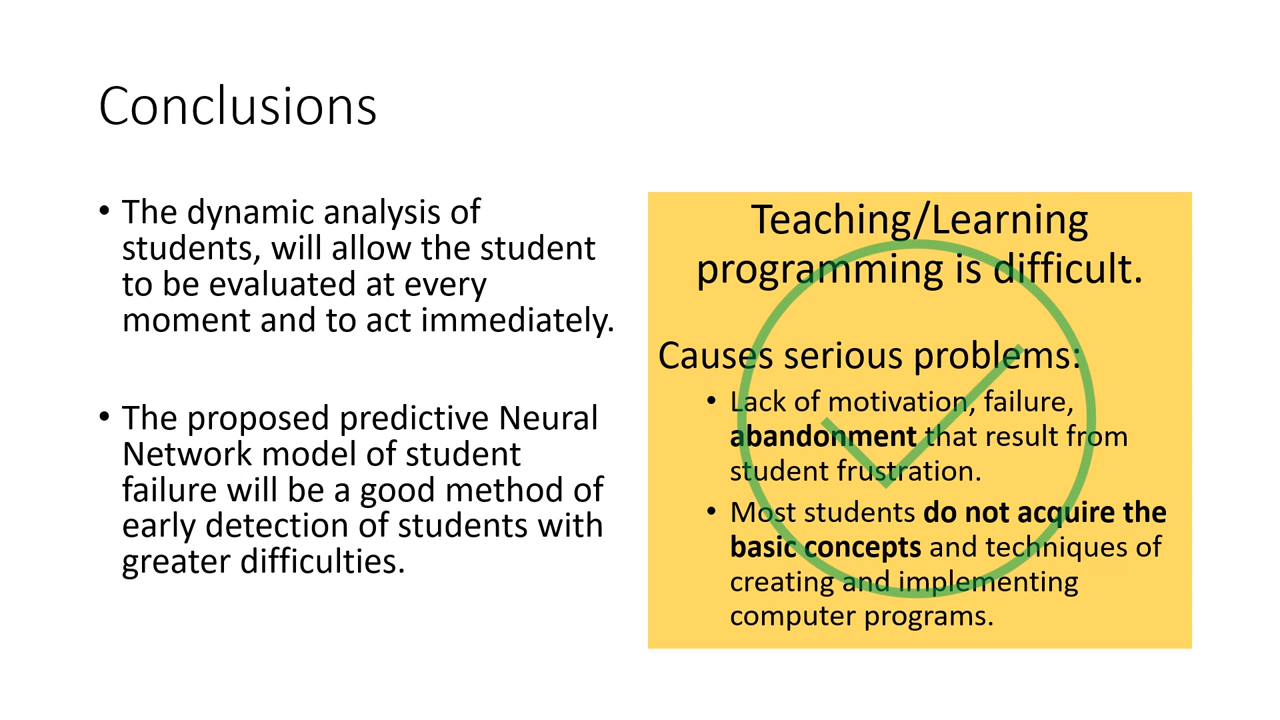 Conclusions
• The dynamic analysis of
students, will allow the student
to be evaluated at every
moment and to act immediately.
• The proposed predictive Neural
Network model of student
failure will be a good method of
early detection of students with
greater difficulties.
Teaching/Learning
programming is difficult.
Causes serious problems:
• Lack of motivation, failure,
abandonment that result from
student frustration.
• Most students do not acquire the
basic concepts and techniques of
creating and implementing
computer programs.